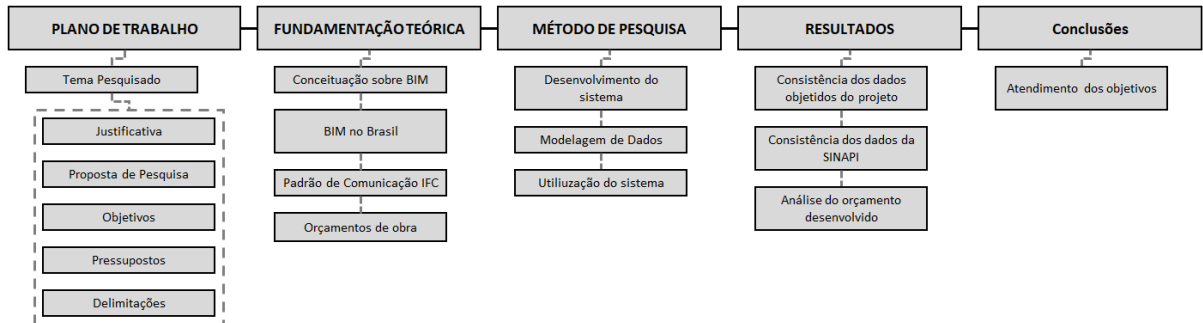 PLANO DE TRABALHO
Tema Pesquisado
Justificativa
Proposta de Pesquisa
Objetivos
Pressupostos
Delimitações
FUNDAMENTAÇÃO TEÓRICA
Conceituação sobre BIM
BIM no Brasil
Padrão de Comunicação IFC
Orçamentos de obra
MÉTODO DE PESQUISA
Desenvolvimento do
sistema
Modelagem de Dados
Utiliuzação do sistema
RESULTADOS
Consistência dos dados
objetidos do projeto
Consistência dos dados da
SINAPI
Análise do orçamento
desenvolvido
Conclusões
Atendimento dos objetivos